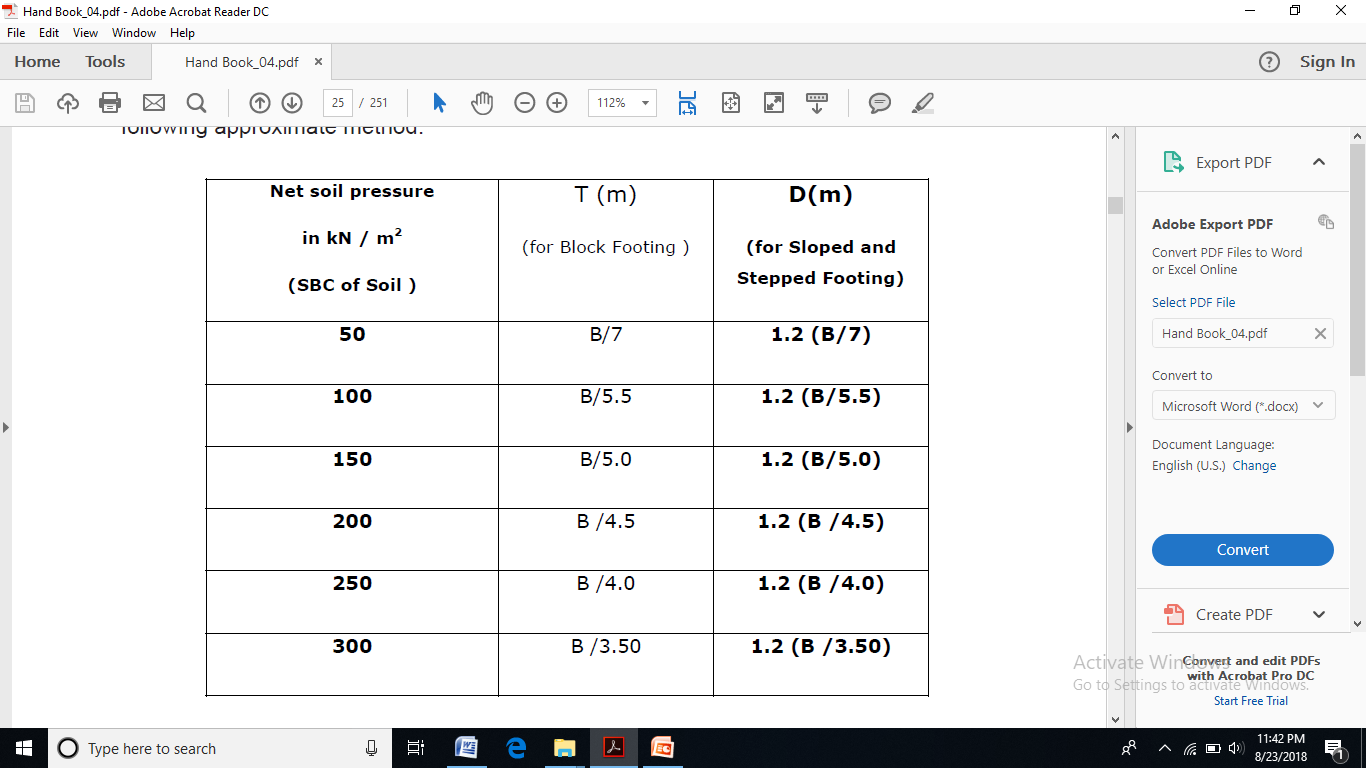 Hand Book_04.pdf - Adobe Acrobat Reader DC
File Edit View Window Help
Home Tools Hand Book_04.pdf × ? Sign In
25 / 251 112%
following approximate method.
Net soil pressure
in kN / m²
(SBC of Soil )
T (m)
(for Block Footing )
D(m)
(for Sloped and
Stepped Footing)
50 B/7 1.2 (B/7)
100 B/5.5 1.2 (B/5.5)
150 B/5.0 1.2 (B/5.0)
200 B /4.5 1.2 (B /4.5)
250 B /4.0 1.2 (B /4.0)
300 B /3.50 1.2 (B /3.50)
Export PDF
Adobe Export PDF
Convert PDF Files to Word
or Excel Online
Select PDF File
Hand Book_04.pdf
Convert to
Microsoft Word (*.docx)
Document Language:
English (U.S.) Change
Convert
Create PDF
Convert and edit PDFs
with Acrobat Pro DC
Start Free Trial
Activate Windows
Go to Settings to activate Windows.
Type here to search
11:42 PM
8/23/2018
1